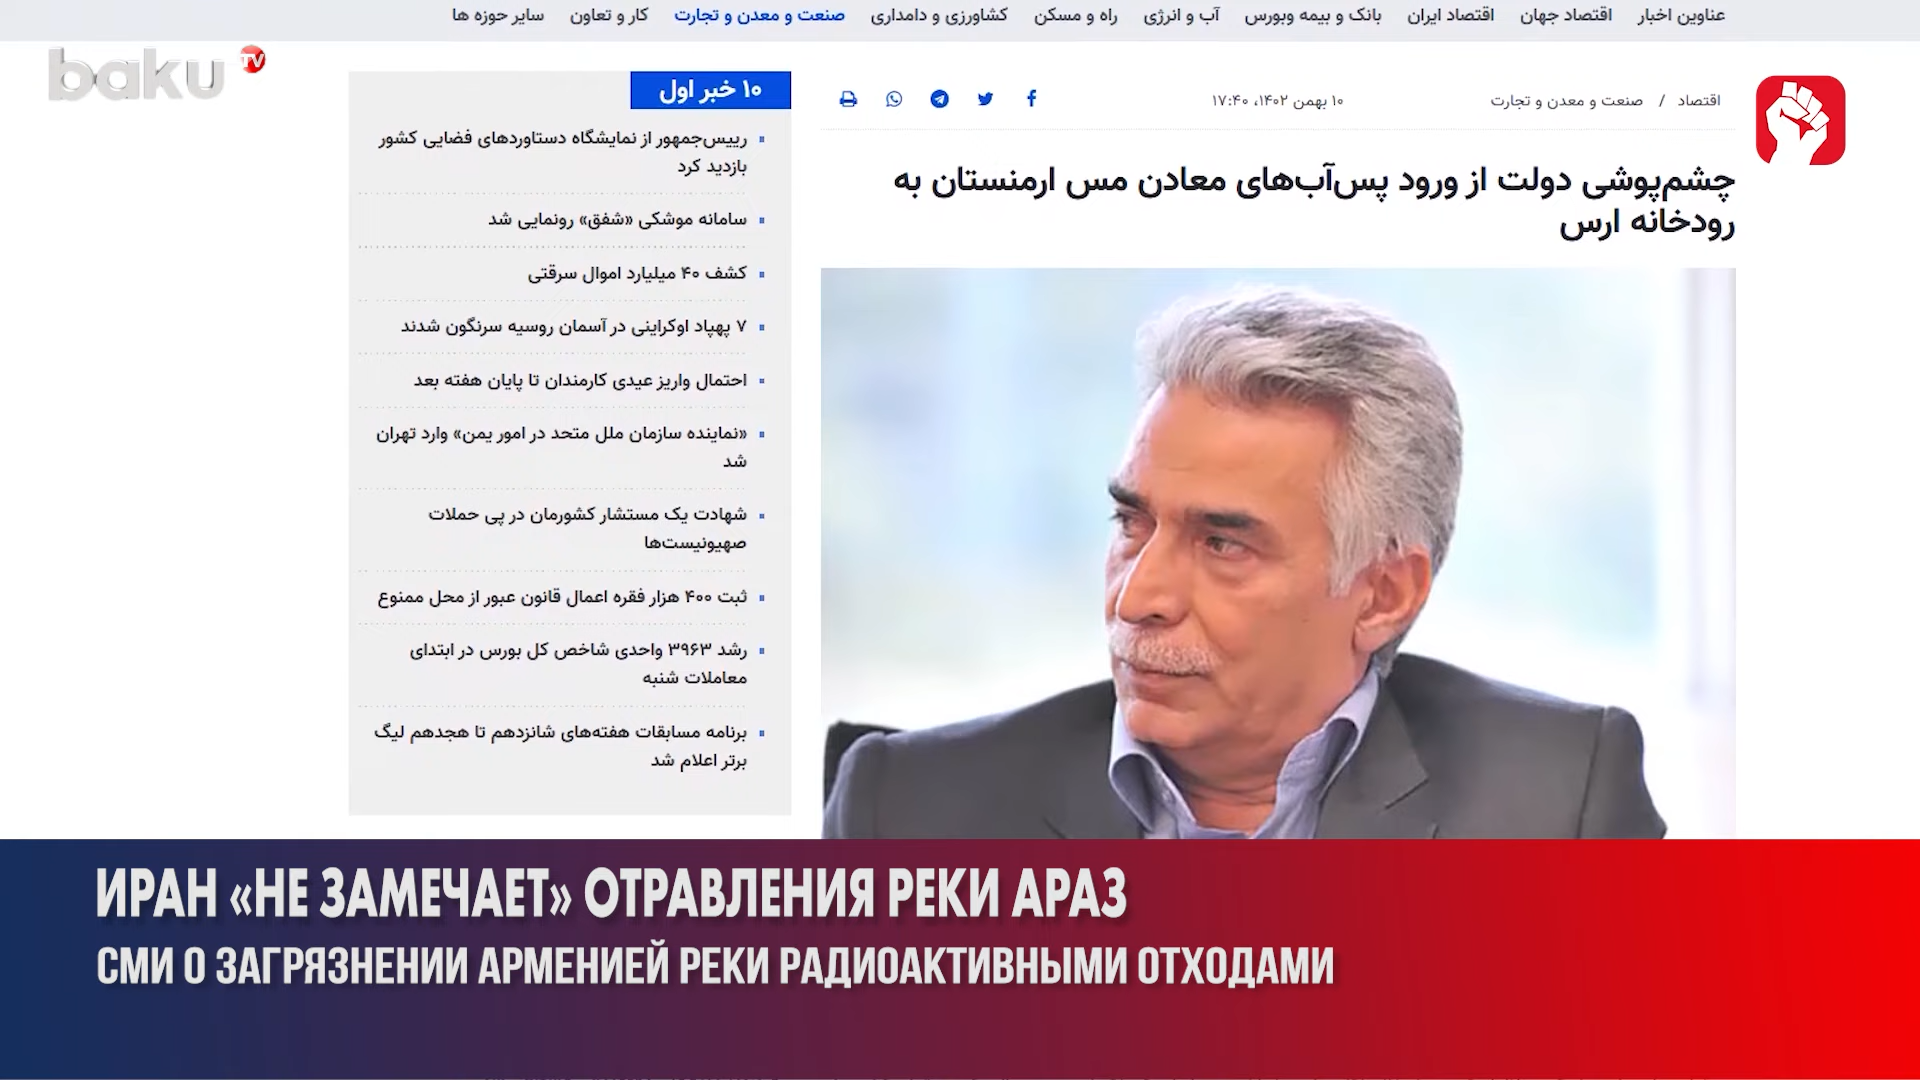 عناوین اخبار اقتصاد جهان اقتصاد ایران بانک و بیمه وبورس آب و انرژی راه و مسکن کشاورزی و دامداری صنعت و معدن و تجارت کار و تعاون سایر حوزه ها
baku TV
اقتصاد / صنعت و معدن و تجارت ۱۰ بهمن ۱۴۰۲، ۱۷:۴۰
چشم‌پوشی دولت از ورود پس‌آب‌های معادن مس ارمنستان به
رودخانه ارس
۱۰ خبر اول
رییس‌جمهور از نمایشگاه دستاوردهای فضایی کشور
بازدید کرد
سامانه موشکی «شفق» رونمایی شد
کشف ۴۰ میلیارد اموال سرقتی
۷ پهپاد اوکراینی در آسمان روسیه سرنگون شدند
احتمال واریز عیدی کارمندان تا پایان هفته بعد
«نماینده سازمان ملل متحد در امور یمن» وارد تهران
شد
شهادت یک مستشار کشورمان در پی حملات
صهیونیست‌ها
ثبت ۴۰۰ هزار فقره اعمال قانون عبور از محل ممنوع
رشد ۳۹۶۳ واحدی شاخص کل بورس در ابتدای
معاملات شنبه
برنامه مسابقات هفته‌های شانزدهم تا هجدهم لیگ
برتر اعلام شد
ИРАН «НЕ ЗАМЕЧАЕТ» ОТРАВЛЕНИЯ РЕКИ АРАЗ
СМИ О ЗАГРЯЗНЕНИИ АРМЕНИЕЙ РЕКИ РАДИОАКТИВНЫМИ ОТХОДАМИ